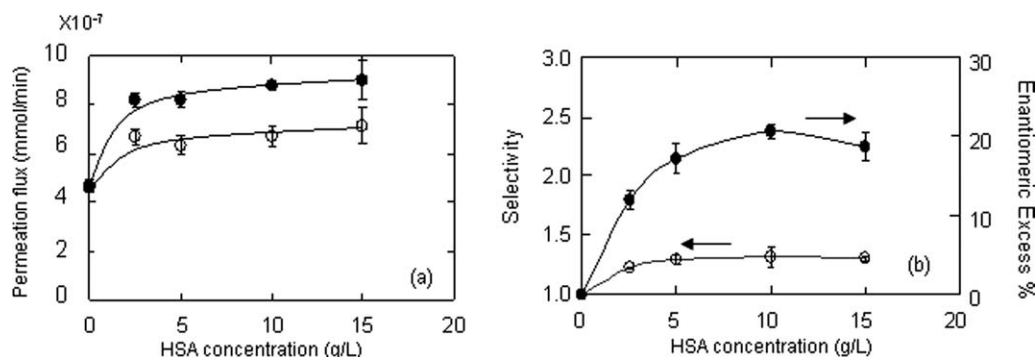 X10⁻⁷
10
8
6
4
2
0
0 5 10 15 20
Permeation flux (mmol/min)
HSA concentration (g/L)
(a)
3.0
2.5
2.0
1.5
1.0
0 5 10 15 20
Selectivity
HSA concentration (g/L)
(b)
30
20
10
0
Enantiomeric Excess %